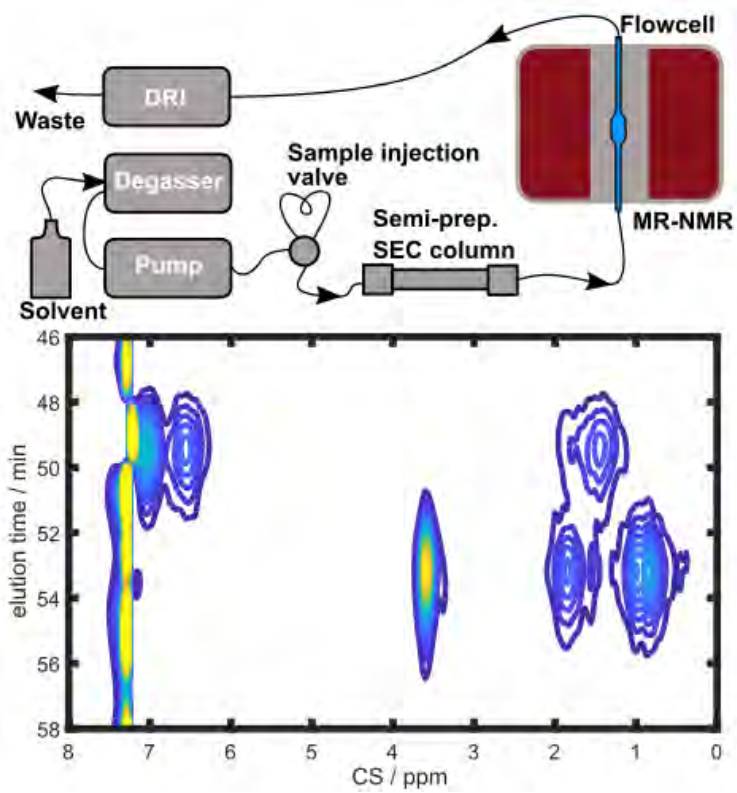 Flowcell
DRI
Waste
Degasser
Sample injection
valve
Semi-prep.
SEC column
MR-NMR
Pump
Solvent
46
48
50
52
54
56
58
elution time / min
8 7 6 5 4 3 2 1 0
CS / ppm